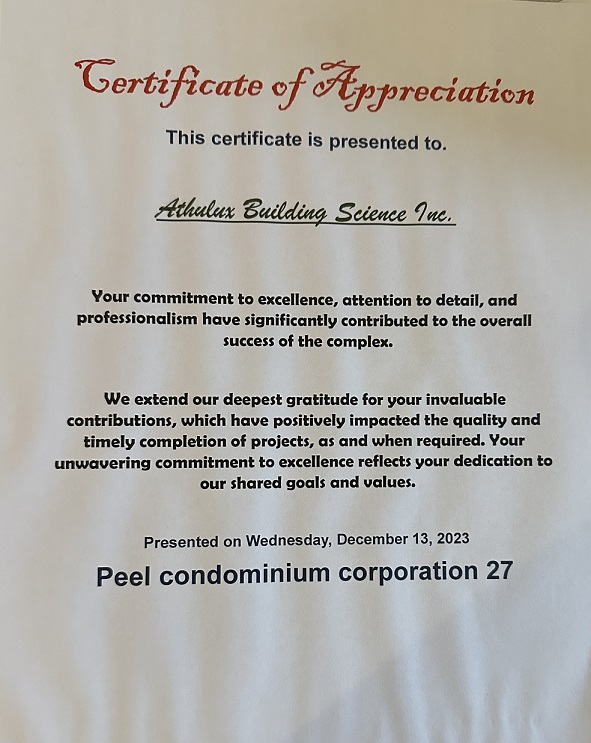 Certificate of Appreciation
This certificate is presented to.
Athulux Building Science Inc.
Your commitment to excellence, attention to detail, and
professionalism have significantly contributed to the overall
success of the complex.
We extend our deepest gratitude for your invaluable
contributions, which have positively impacted the quality and
timely completion of projects, as and when required. Your
unwavering commitment to excellence reflects your dedication to
our shared goals and values.
Presented on Wednesday, December 13, 2023
Peel condominium corporation 27